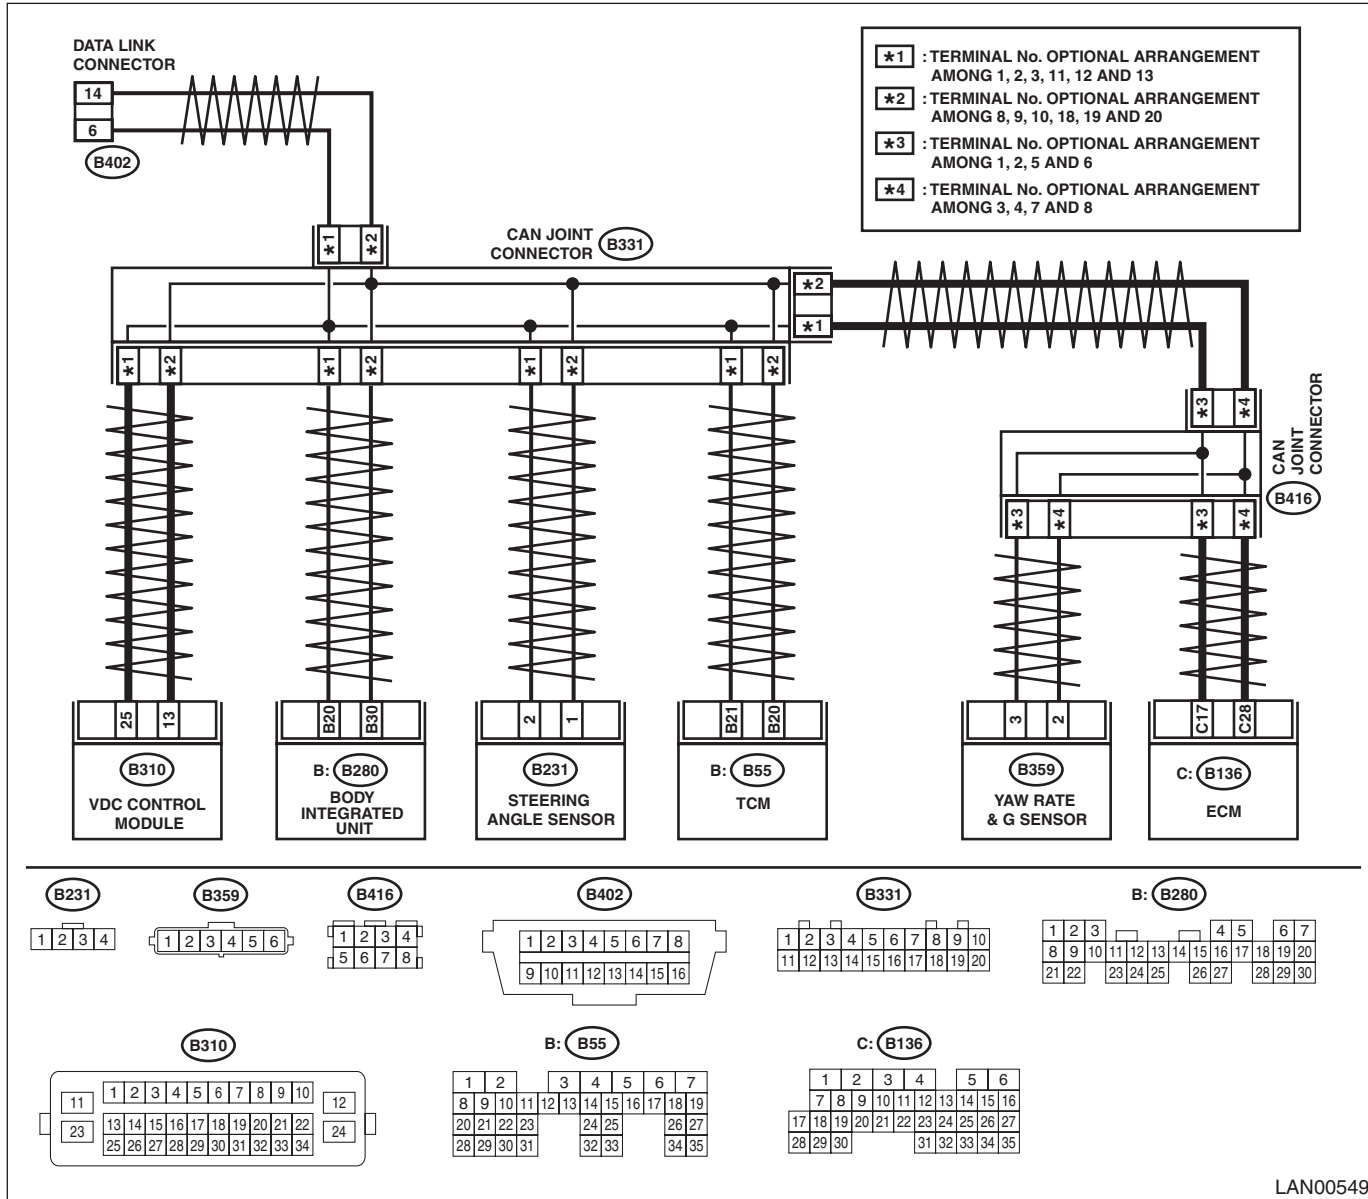 DATA LINK
CONNECTOR
14
6
B402
*1 : TERMINAL No. OPTIONAL ARRANGEMENT
AMONG 1, 2, 3, 11, 12 AND 13
*2 : TERMINAL No. OPTIONAL ARRANGEMENT
AMONG 8, 9, 10, 18, 19 AND 20
*3 : TERMINAL No. OPTIONAL ARRANGEMENT
AMONG 1, 2, 5 AND 6
*4 : TERMINAL No. OPTIONAL ARRANGEMENT
AMONG 3, 4, 7 AND 8
*1 *2
CAN JOINT
CONNECTOR B331
*2
*1
*1 *2 *1 *2 *1 *2 *1 *2
*3 *4
CAN
JOINT
CONNECTOR
B416
*3 *4 *3 *4
25 13 B20 B30 2 1 B21 B20 3 2 C17 C28
B310
VDC CONTROL
MODULE
B: B280
BODY
INTEGRATED
UNIT
B231
STEERING
ANGLE SENSOR
B: B55
TCM
B359
YAW RATE
& G SENSOR
C: B136
ECM
B231
1 2 3 4
B359
1 2 3 4 5 6
B416
1 2 3 4
5 6 7 8
B402
1 2 3 4 5 6 7 8
9 10 11 12 13 14 15 16
B331
1 2 3 4 5 6 7 8 9 10
11 12 13 14 15 16 17 18 19 20
B: B280
1 2 3 4 5 6 7
8 9 10 11 12 13 14 15 16 17 18 19 20
21 22 23 24 25 26 27 28 29 30
B310
11 1 2 3 4 5 6 7 8 9 10 12
23 13 14 15 16 17 18 19 20 21 22 24
25 26 27 28 29 30 31 32 33 34
B: B55
1 2 3 4 5 6 7
8 9 10 11 12 13 14 15 16 17 18 19
20 21 22 23 24 25 26 27
28 29 30 31 32 33 34 35
C: B136
1 2 3 4 5 6
7 8 9 10 11 12 13 14 15 16
17 18 19 20 21 22 23 24 25 26 27
28 29 30 31 32 33 34 35
LAN00549